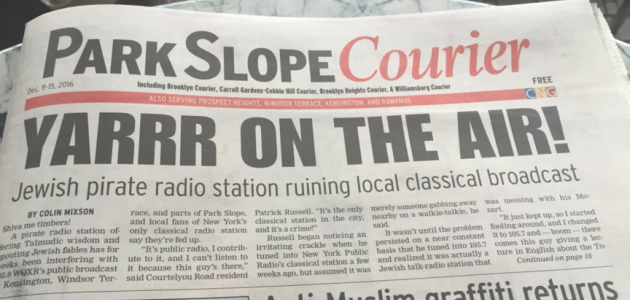 PARK SLOPE Courier
Dec. 9-15, 2016
Including Brooklyn Courier, Carroll Gardens-Cobble Hill Courier, Brooklyn Heights Courier, & Williamsburg Courier
FREE
ALSO SERVING PROSPECT HEIGHTS, WINDSOR TERRACE, KENSINGTON, AND GOWANUS
CNG
YARRR ON THE AIR!
Jewish pirate radio station ruining local classical broadcast
BY COLIN MIXSON
Shiva me timbers!
A pirate radio station of-
fering Talmudic wisdom and
spouting Jewish fables has for
weeks been interfering with
WQXR's public broadcast
Kensington, Windsor Ter-
race, and parts of Park Slope,
and local fans of New York's
only classical radio station
say they're fed up.
"It's public radio, I contrib-
ute to it, and I can't listen to
it because this guy's there,"
said Courtelyou Road resident
Patrick Russell. "It's the only
classical station in the city,
and it's a crime!"
Russell began noticing an
irritating crackle when he
tuned into New York Public
Radio's classical station a few
weeks ago, but assumed it was
merely someone gabbing away
nearby on a walkie-talkie, he
said.
It wasn't until the problem
persisted on a near constant
basis that he tuned into 105.7
and realized it was actually a
Jewish talk-radio station that
was messing with his Mo-
zart.
"It just kept up, so I started
fooling around, and I changed
it to 105.7 and — boom — there
comes this guy giving a lec-
ture in English about the To-
Continued on page 18
Muslim graffiti returns